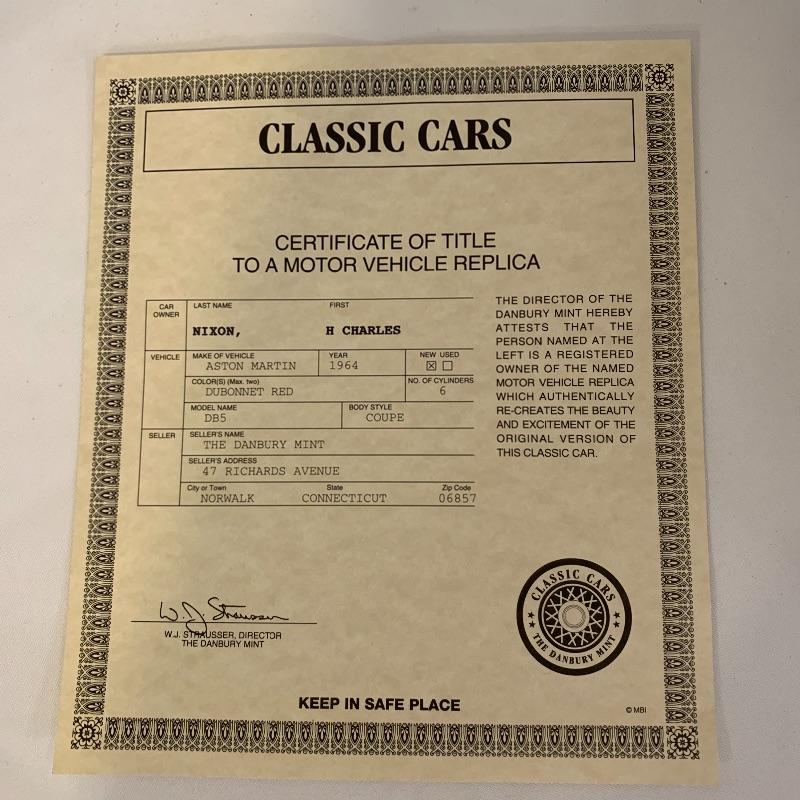 CLASSIC CARS
CERTIFICATE OF TITLE
TO A MOTOR VEHICLE REPLICA
CAR OWNER
LAST NAME FIRST
NIXON, H CHARLES
VEHICLE
MAKE OF VEHICLE YEAR NEW USED
ASTON MARTIN 1964 ☒ ☐
COLOR(S) (Max. two) NO. OF CYLINDERS
DUBONNET RED 6
MODEL NAME BODY STYLE
DB5 COUPE
SELLER
SELLER'S NAME
THE DANBURY MINT
SELLER'S ADDRESS
47 RICHARDS AVENUE
City or Town State Zip Code
NORWALK CONNECTICUT 06857
THE DIRECTOR OF THE
DANBURY MINT HEREBY
ATTESTS THAT THE
PERSON NAMED AT THE
LEFT IS A REGISTERED
OWNER OF THE NAMED
MOTOR VEHICLE REPLICA
WHICH AUTHENTICALLY
RE-CREATES THE BEAUTY
AND EXCITEMENT OF THE
ORIGINAL VERSION OF
THIS CLASSIC CAR.
W. J. Strausser
W.J. STRAUSSER, DIRECTOR
THE DANBURY MINT
CLASSIC CARS
★ THE DANBURY MINT ★
KEEP IN SAFE PLACE
© MBI